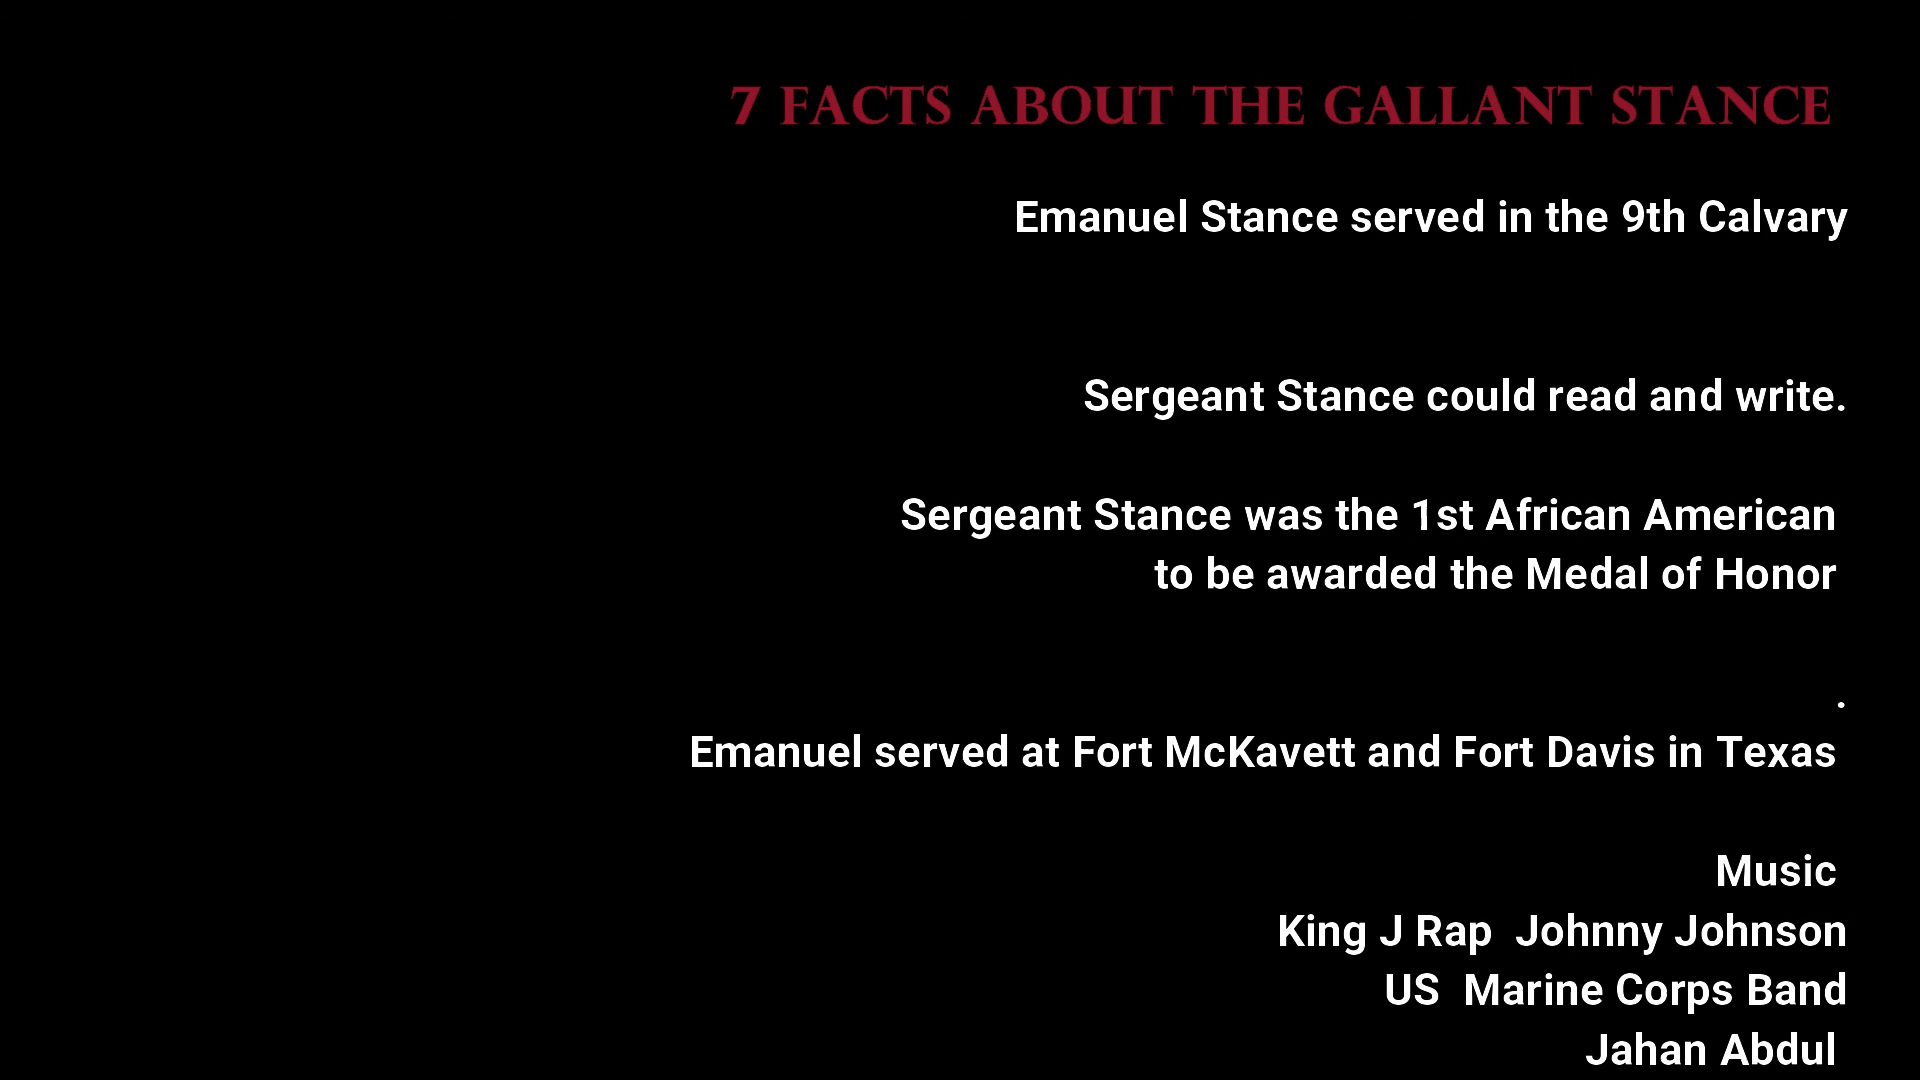 7 FACTS ABOUT THE GALLANT STANCE
Emanuel Stance served in the 9th Calvary
Sergeant Stance could read and write.
Sergeant Stance was the 1st African American
to be awarded the Medal of Honor
.
Emanuel served at Fort McKavett and Fort Davis in Texas
Music
King J Rap  Johnny Johnson
US  Marine Corps Band
Jahan Abdul